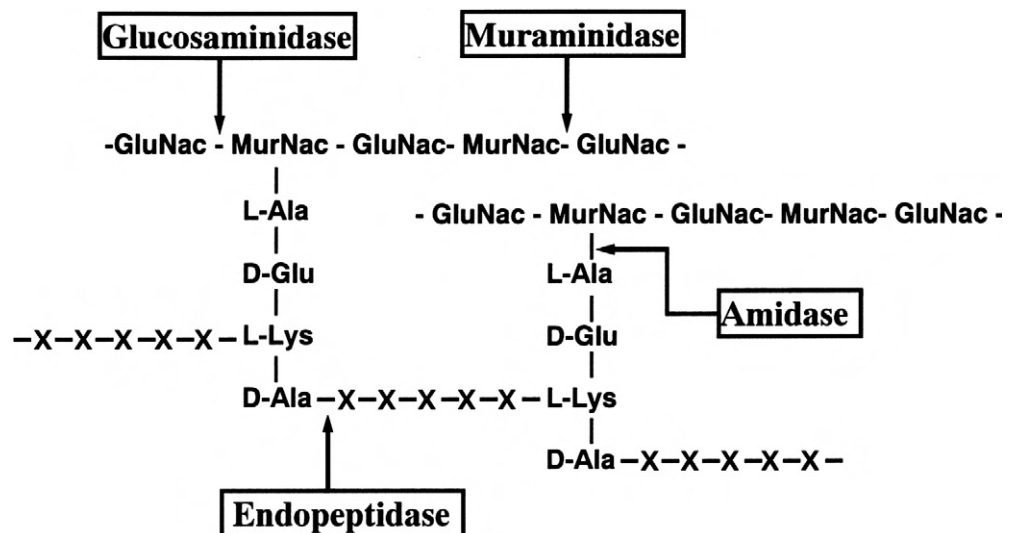 Glucosaminidase Muraminidase
-GluNac - MurNac - GluNac- MurNac- GluNac -
L-Ala - GluNac - MurNac - GluNac- MurNac- GluNac -
D-Glu L-Ala
Amidase
–X–X–X–X–X–L-Lys D-Glu
D-Ala–X–X–X–X–X–L-Lys
D-Ala–X–X–X–X–X–
Endopeptidase